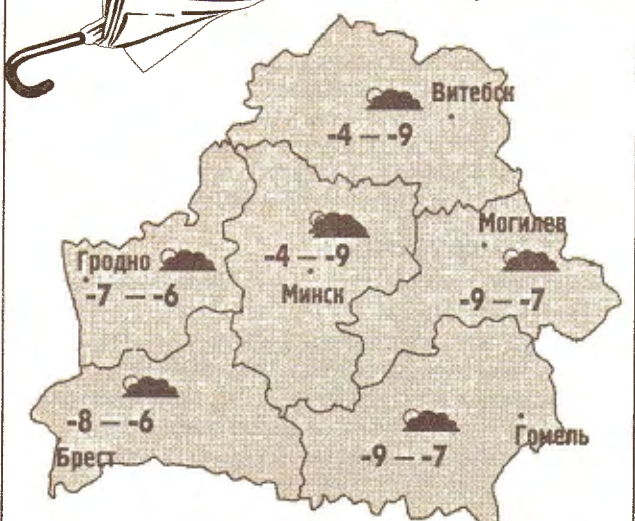 Витебск
-4 — -9
Могилев
-9 — -7
-4 — -9
Минск
Гродно
-7 — -6
-8 — -6
Брест
-9 — -7
Гомель